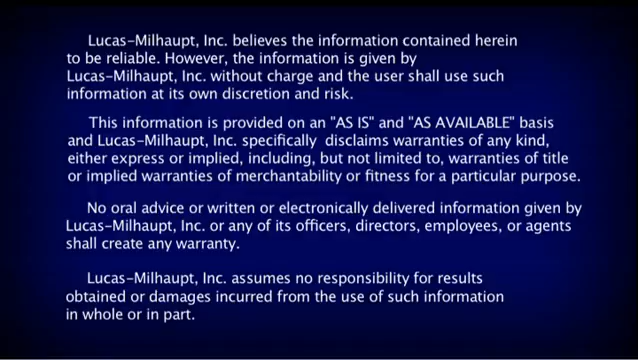 Lucas-Milhaupt, Inc. believes the information contained herein
to be reliable. However, the information is given by
Lucas-Milhaupt, Inc. without charge and the user shall use such
information at its own discretion and risk.
This information is provided on an "AS IS" and "AS AVAILABLE" basis
and Lucas-Milhaupt, Inc. specifically disclaims warranties of any kind,
either express or implied, including, but not limited to, warranties of title
or implied warranties of merchantability or fitness for a particular purpose.
No oral advice or written or electronically delivered information given by
Lucas-Milhaupt, Inc. or any of its officers, directors, employees, or agents
shall create any warranty.
Lucas-Milhaupt, Inc. assumes no responsibility for results
obtained or damages incurred from the use of such information
in whole or in part.